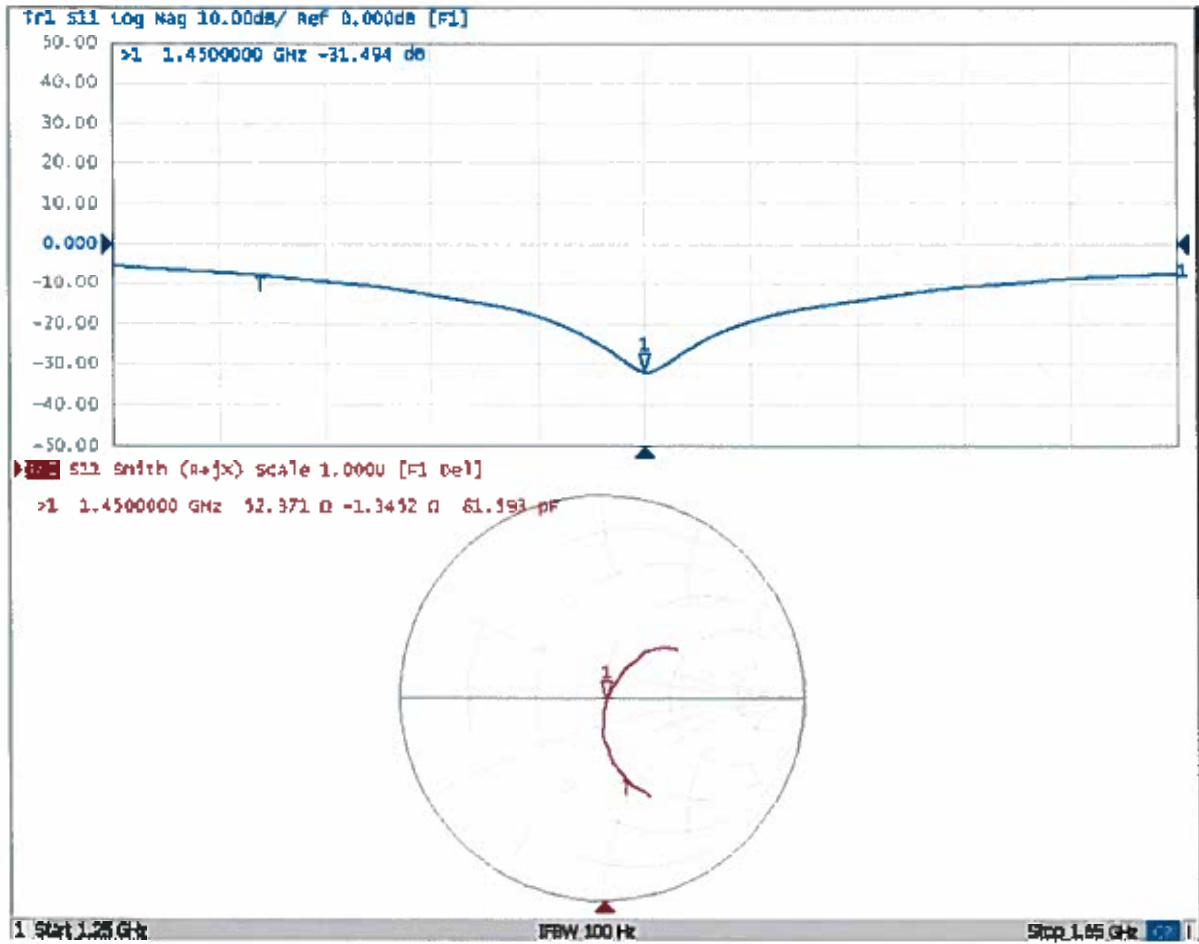 Tr1 S11 Log Mag 10.00dB/ Ref 0.000dB [F1]
50.00
>1 1.4500000 GHz -31.494 dB
40.00
30.00
20.00
10.00
0.000
-10.00
1
-20.00
1
-30.00
-40.00
-50.00
S11 Smith (R+jX) Scale 1.000U [F1 Del]
>1 1.4500000 GHz 52.371 Ω -1.3452 Ω 81.593 pF
1
1 Start 1.25 GHz IFBW 100 Hz Stop 1.65 GHz